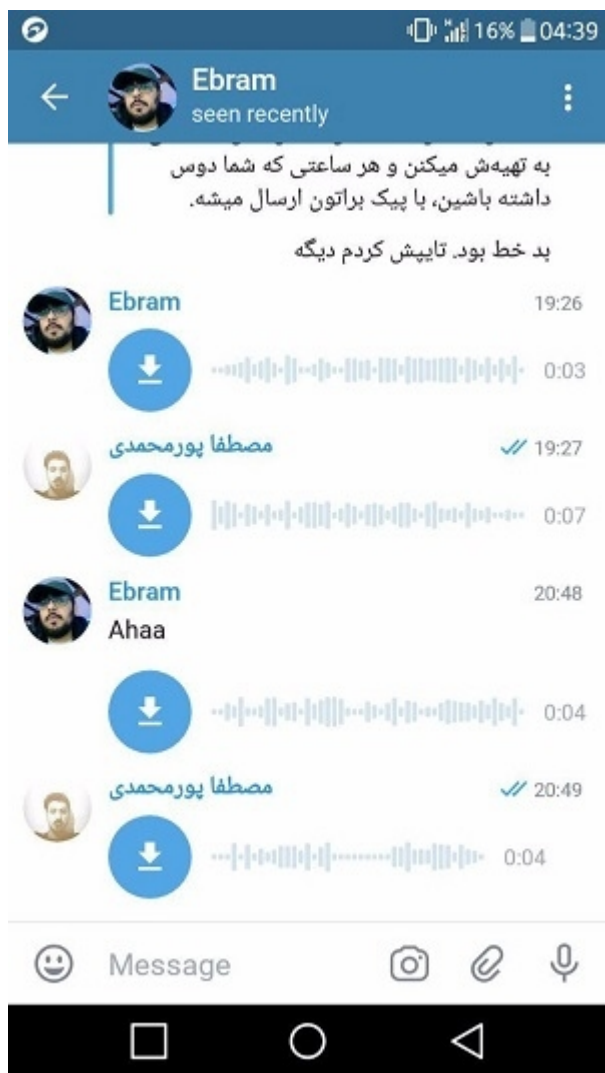 16% 04:39
Ebram
seen recently
به تهیه‌ش میکنن و هر ساعتی که شما دوس
داشته باشین، با پیک براتون ارسال میشه.
بد خط بود. تایپش کردم دیگه
Ebram 19:26
0:03
مصطفا پورمحمدی 19:27
0:07
Ebram 20:48
Ahaa
0:04
مصطفا پورمحمدی 20:49
0:04
Message